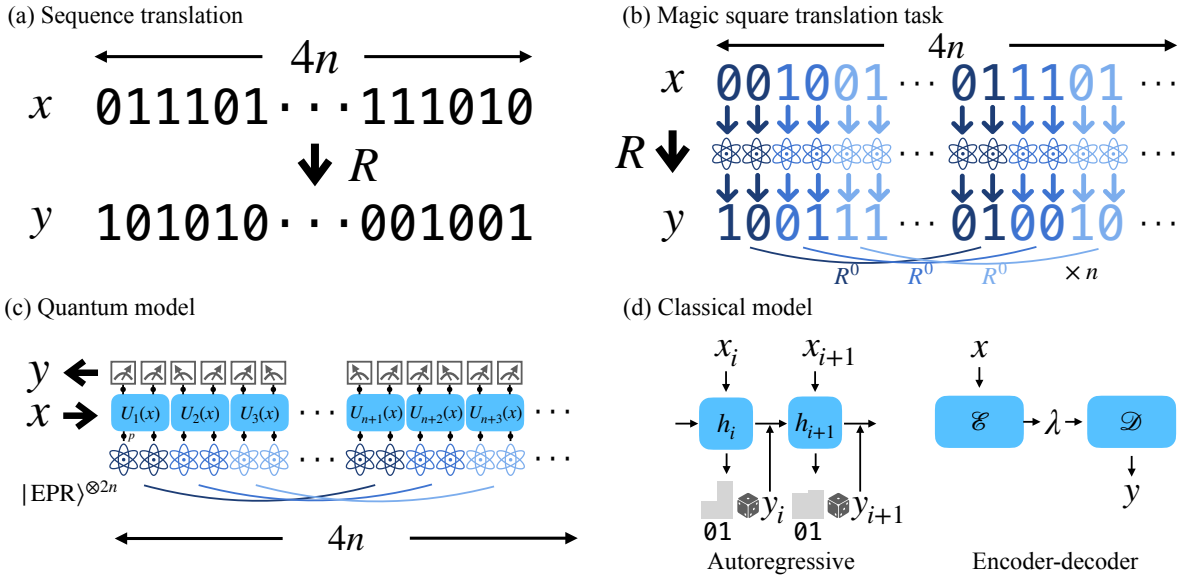 (a) Sequence translation
4n
x 011101···111010
R
y 101010···001001
(b) Magic square translation task
4n
x 001001 ··· 011101 ···
R
··· ···
y 100111 ··· 010010 ···
R⁰ R⁰ R⁰ × n
(c) Quantum model
y
x U₁(x) U₂(x) U₃(x) ··· Uₙ₊₁(x) Uₙ₊₂(x) Uₙ₊₃(x) ···
p
··· ···
|EPR⟩^⊗2n
4n
(d) Classical model
xᵢ xᵢ₊₁ x
hᵢ hᵢ₊₁ ℰ λ 𝒟
yᵢ yᵢ₊₁ y
01 01
Autoregressive Encoder-decoder